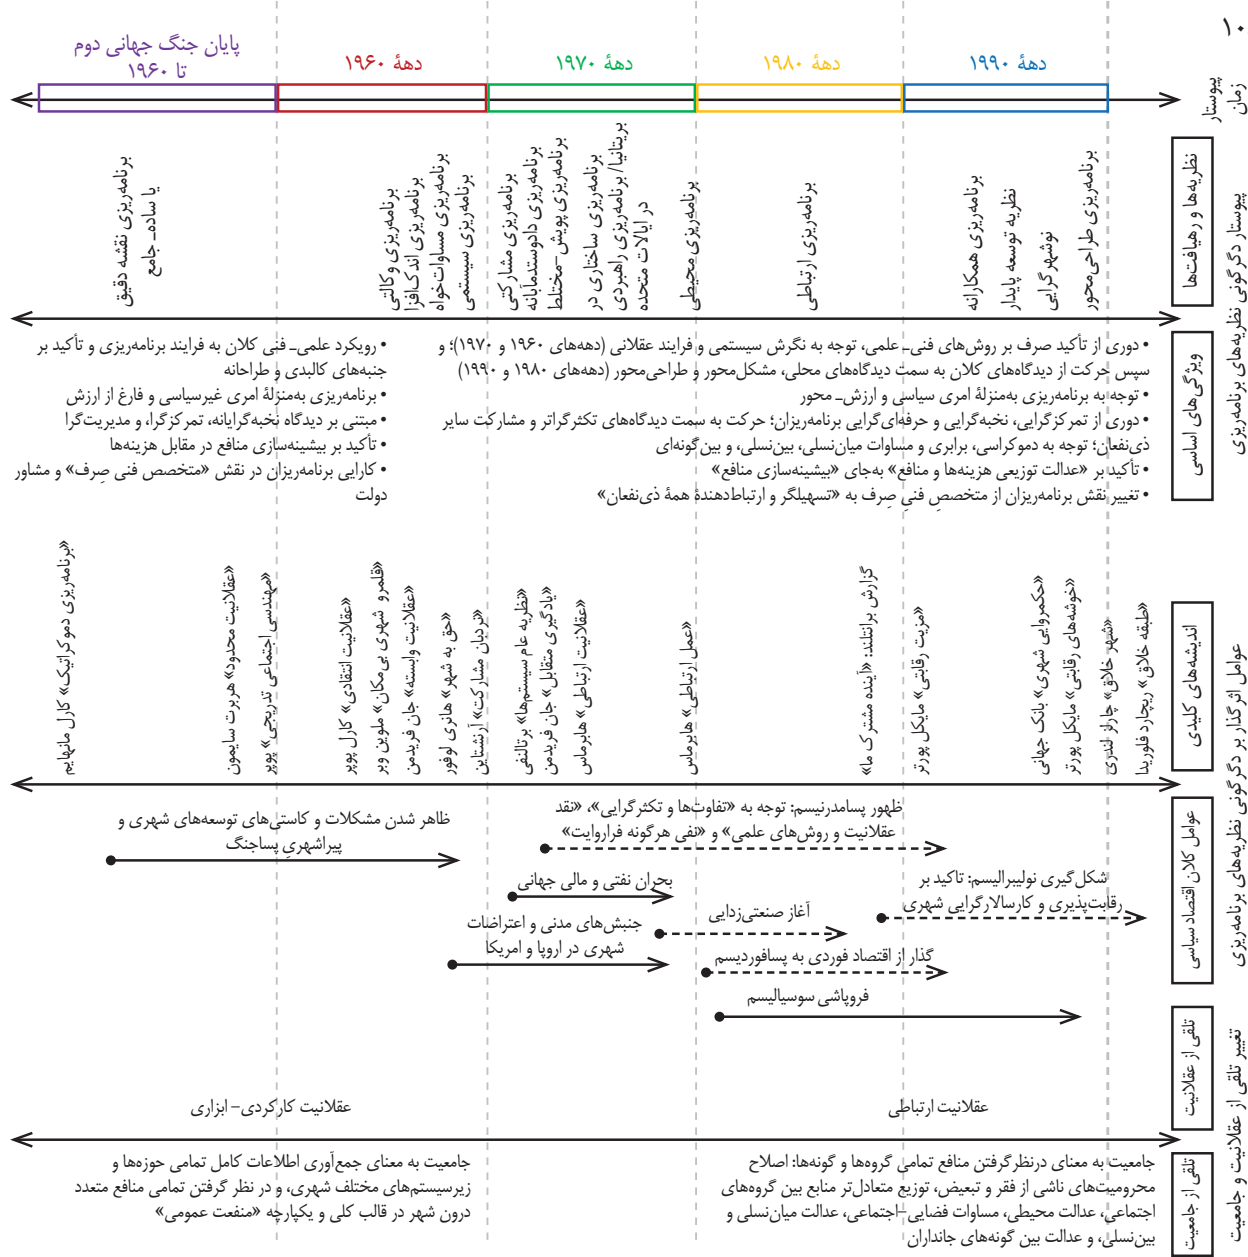 ۱۰
پایان جنگ جهانی دوم
تا ۱۹۶۰
دههٔ ۱۹۶۰
دههٔ ۱۹۷۰
دههٔ ۱۹۸۰
دههٔ ۱۹۹۰
پیوستار
زمان
پیوستار دگرگونی نظریه‌های برنامه‌ریزی
نظریه‌ها و رهیافت‌ها
برنامه‌ریزی نقشه دقیق
یا ساده– جامع
برنامه‌ریزی وکالتی
برنامه‌ریزی اندک‌افزا
برنامه‌ریزی مساوات‌خواه
برنامه‌ریزی سیستمی
برنامه‌ریزی مشارکتی
برنامه‌ریزی دادوستدمآبانه
برنامه‌ریزی پویش–مختلط
برنامه‌ریزی ساختاری در
بریتانیا/ برنامه‌ریزی راهبردی
در ایالات متحده
برنامه‌ریزی محیطی
برنامه‌ریزی ارتباطی
برنامه‌ریزی همکارانه
نظریه توسعه پایدار
نوشهرگرایی
برنامه‌ریزی طراحی‌محور
ویژگی‌های اساسی
• رویکرد علمی– فنی کلان به فرایند برنامه‌ریزی و تأکید بر
جنبه‌های کالبدی و طراحانه
• برنامه‌ریزی به‌منزلهٔ امری غیرسیاسی و فارغ از ارزش
• مبتنی بر دیدگاه نخبه‌گرایانه، تمرکزگرا، و مدیریت‌گرا
• تأکید بر بیشینه‌سازی منافع در مقابل هزینه‌ها
• کارایی برنامه‌ریزان در نقش «متخصص فنی صِرف» و مشاور
دولت
• دوری از تأکید صرف بر روش‌های فنی– علمی، توجه به نگرش سیستمی و فرایند عقلانی (دهه‌های ۱۹۶۰ و ۱۹۷۰)؛ و
سپس حرکت از دیدگاه‌های کلان به سمت دیدگاه‌های محلی، مشکل‌محور و طراحی‌محور (دهه‌های ۱۹۸۰ و ۱۹۹۰)
• توجه به برنامه‌ریزی به‌منزلهٔ امری سیاسی و ارزش– محور
• دوری از تمرکزگرایی، نخبه‌گرایی و حرفه‌ای‌گرایی برنامه‌ریزان؛ حرکت به سمت دیدگاه‌های تکثرگراتر و مشارکت سایر
ذی‌نفعان؛ توجه به دموکراسی، برابری و مساوات میان‌نسلی، بین‌نسلی، و بین‌گونه‌ای
• تأکید بر «عدالت توزیعی هزینه‌ها و منافع» به‌جای «بیشینه‌سازی منافع»
• تغییر نقش برنامه‌ریزان از متخصصِ فنیِ صِرف به «تسهیلگر و ارتباط‌دهندهٔ همهٔ ذی‌نفعان»
عوامل اثرگذار بر دگرگونی نظریه‌های برنامه‌ریزی
اندیشه‌های کلیدی
«برنامه‌ریزی دموکراتیک» کارل مانهایم
«عقلانیت محدود» هربرت سایمون
«مهندسی اجتماعی تدریجی» پوپر
«عقلانیت انتقادی» کارل پوپر
«قلمرو شهری بی‌مکان» ملوین وبر
«عقلانیت وابسته» جان فریدمن
«حق به شهر» هانری لوفور
«نردبان مشارکت» آرنشتاین
«نظریه عام سیستم‌ها» برتالنفی
«یادگیری متقابل» جان فریدمن
«عقلانیت ارتباطی» هابرماس
«عمل ارتباطی» هابرماس
گزارش برانتلند: «آینده مشترک ما»
«مزیت رقابتی» مایکل پورتر
«حکمروایی شهری» بانک جهانی
«خوشه‌های رقابتی» مایکل پورتر
«شهر خلاق» چارلز لندری
«طبقه خلاق» ریچارد فلوریدا
عوامل کلان اقتصاد سیاسی
ظاهر شدن مشکلات و کاستی‌های توسعه‌های شهری و
پیراشهریِ پساجنگ
ظهور پسامدرنیسم: توجه به «تفاوت‌ها و تکثرگرایی»، «نقد
عقلانیت و روش‌های علمی» و «نفی هرگونه فراروایت»
بحران نفتی و مالی جهانی
شکل‌گیری نولیبرالیسم: تاکید بر
رقابت‌پذیری و کارسالارگرایی شهری
جنبش‌های مدنی و اعتراضات
شهری در اروپا و امریکا
آغاز صنعتی‌زدایی
گذار از اقتصاد فوردی به پسافوردیسم
فروپاشی سوسیالیسم
تغییر تلقی از عقلانیت و جامعیت
تلقی از عقلانیت
عقلانیت کارکردی– ابزاری
عقلانیت ارتباطی
تلقی از جامعیت
جامعیت به معنای جمع‌آوری اطلاعات کامل تمامی حوزه‌ها و
زیرسیستم‌های مختلف شهری، و در نظر گرفتن تمامی منافع متعدد
درون شهر در قالب کلی و یکپارچه «منفعت عمومی»
جامعیت به معنای درنظرگرفتن منافع تمامی گروه‌ها و گونه‌ها: اصلاح
محرومیت‌های ناشی از فقر و تبعیض، توزیع متعادل‌تر منابع بین گروه‌های
اجتماعی، عدالت محیطی، مساوات فضایی–اجتماعی، عدالت میان‌نسلی و
بین‌نسلی، و عدالت بین گونه‌های جانداران